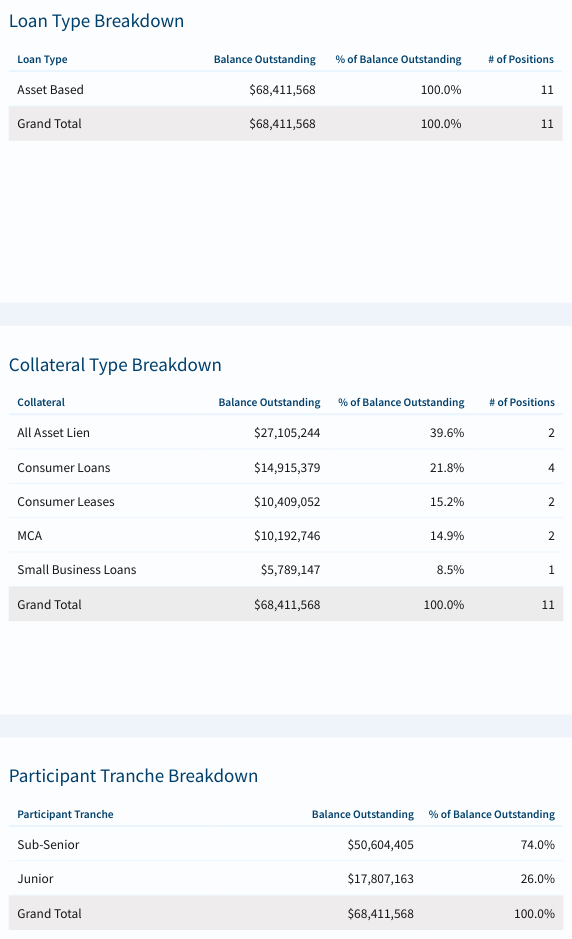 Loan Type Breakdown
Loan Type Balance Outstanding % of Balance Outstanding # of Positions
Asset Based $68,411,568 100.0% 11
Grand Total $68,411,568 100.0% 11
Collateral Type Breakdown
Collateral Balance Outstanding % of Balance Outstanding # of Positions
All Asset Lien $27,105,244 39.6% 2
Consumer Loans $14,915,379 21.8% 4
Consumer Leases $10,409,052 15.2% 2
MCA $10,192,746 14.9% 2
Small Business Loans $5,789,147 8.5% 1
Grand Total $68,411,568 100.0% 11
Participant Tranche Breakdown
Participant Tranche Balance Outstanding % of Balance Outstanding
Sub-Senior $50,604,405 74.0%
Junior $17,807,163 26.0%
Grand Total $68,411,568 100.0%